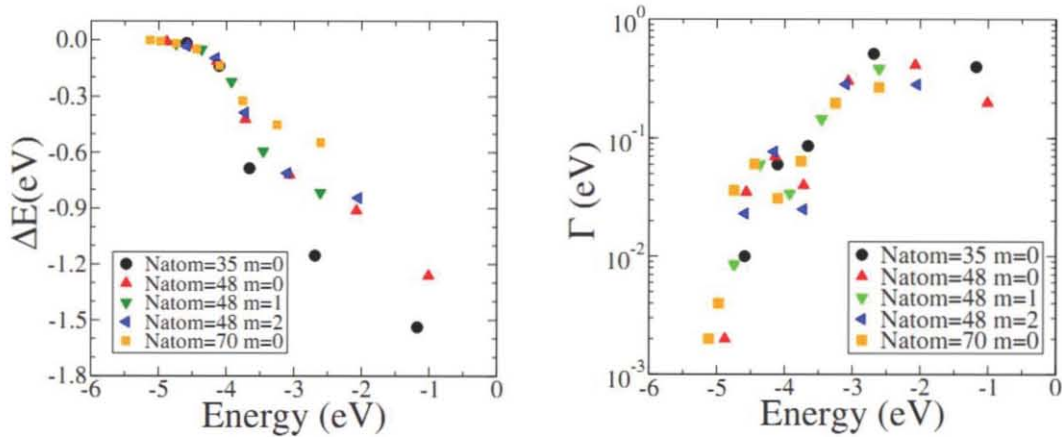 0.0
-0.3
-0.6
-0.9
-1.2
-1.5
-1.8
ΔE(eV)
Natom=35 m=0
Natom=48 m=0
Natom=48 m=1
Natom=48 m=2
Natom=70 m=0
-6 -5 -4 -3 -2 -1 0
Energy (eV)
10^0
10^-1
10^-2
10^-3
Γ (eV)
Natom=35 m=0
Natom=48 m=0
Natom=48 m=1
Natom=48 m=2
Natom=70 m=0
-6 -5 -4 -3 -2 -1 0
Energy (eV)